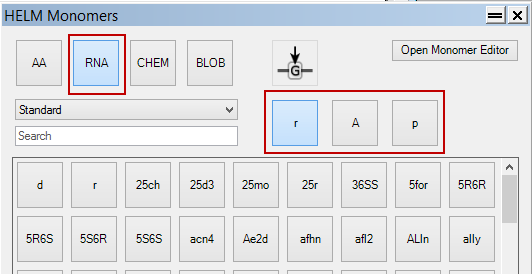 HELM Monomers
AA RNA CHEM BLOB G Open Monomer Editor
Standard
r A p
Search
d r 25ch 25d3 25mo 25r 36SS 5for 5R6R
5R6S 5S6R 5S6S acn4 Ae2d afhn afl2 ALln ally